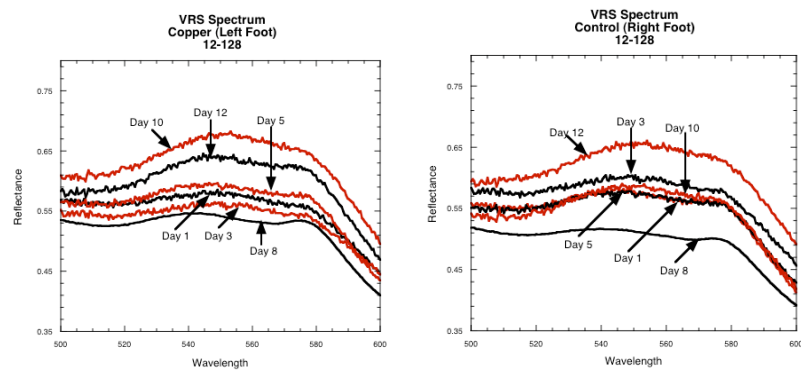 VRS Spectrum
Copper (Left Foot)
12-128
0.75
0.65
0.55
0.45
0.35
Reflectance
Day 10
Day 12
Day 5
Day 1
Day 3
Day 8
500
520
540
560
580
600
Wavelength
VRS Spectrum
Control (Right Foot)
12-128
0.75
0.65
0.55
0.45
0.35
Reflectance
Day 12
Day 3
Day 10
Day 5
Day 1
Day 8
500
520
540
560
580
600
Wavelength